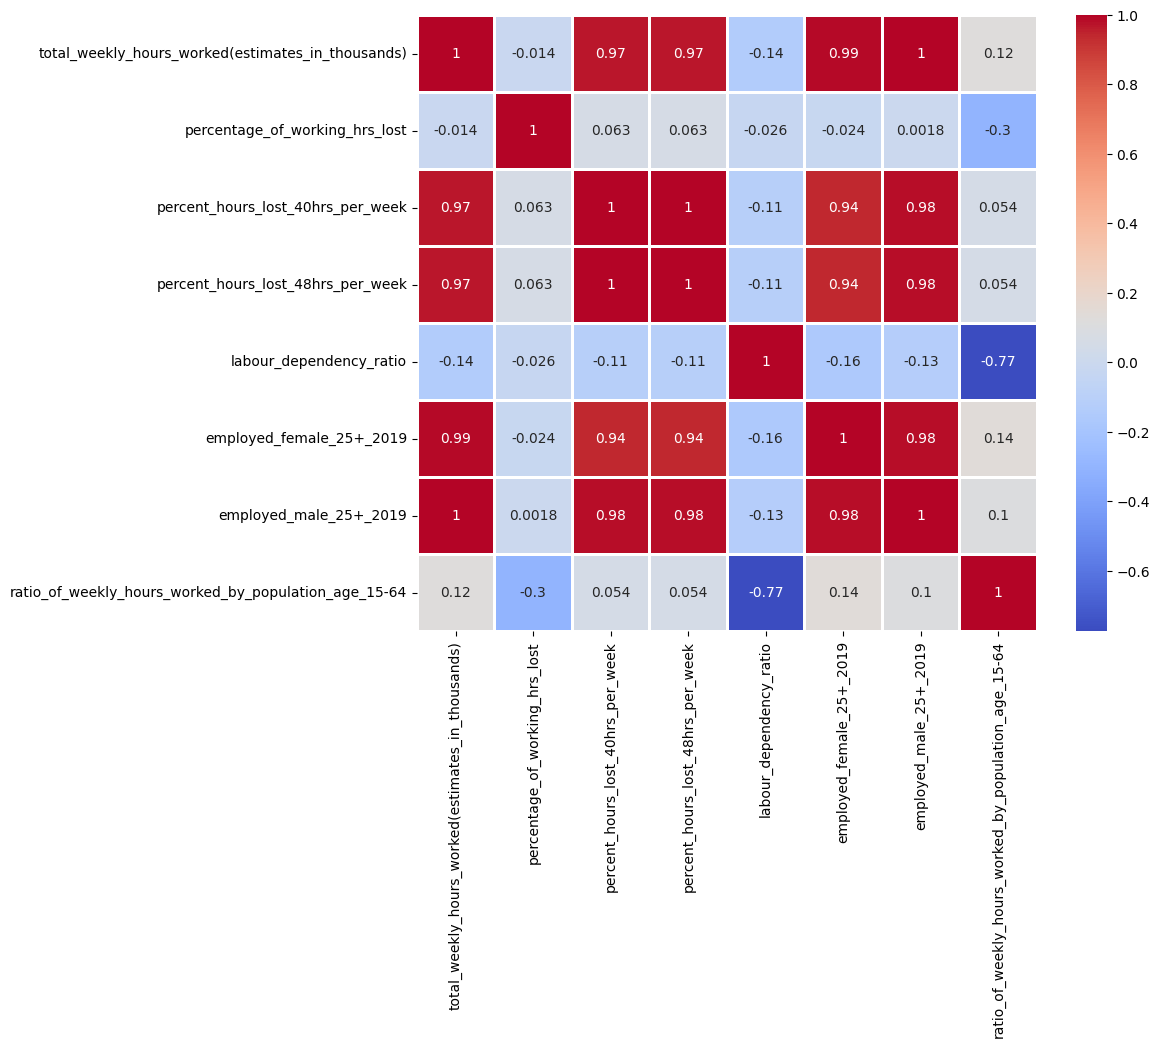 total_weekly_hours_worked(estimates_in_thousands) 1 -0.014 0.97 0.97 -0.14 0.99 1 0.12
percentage_of_working_hrs_lost -0.014 1 0.063 0.063 -0.026 -0.024 0.0018 -0.3
percent_hours_lost_40hrs_per_week 0.97 0.063 1 1 -0.11 0.94 0.98 0.054
percent_hours_lost_48hrs_per_week 0.97 0.063 1 1 -0.11 0.94 0.98 0.054
labour_dependency_ratio -0.14 -0.026 -0.11 -0.11 1 -0.16 -0.13 -0.77
employed_female_25+_2019 0.99 -0.024 0.94 0.94 -0.16 1 0.98 0.14
employed_male_25+_2019 1 0.0018 0.98 0.98 -0.13 0.98 1 0.1
ratio_of_weekly_hours_worked_by_population_age_15-64 0.12 -0.3 0.054 0.054 -0.77 0.14 0.1 1
total_weekly_hours_worked(estimates_in_thousands)
percentage_of_working_hrs_lost
percent_hours_lost_40hrs_per_week
percent_hours_lost_48hrs_per_week
labour_dependency_ratio
employed_female_25+_2019
employed_male_25+_2019
ratio_of_weekly_hours_worked_by_population_age_15-64
1.0
0.8
0.6
0.4
0.2
0.0
−0.2
−0.4
−0.6